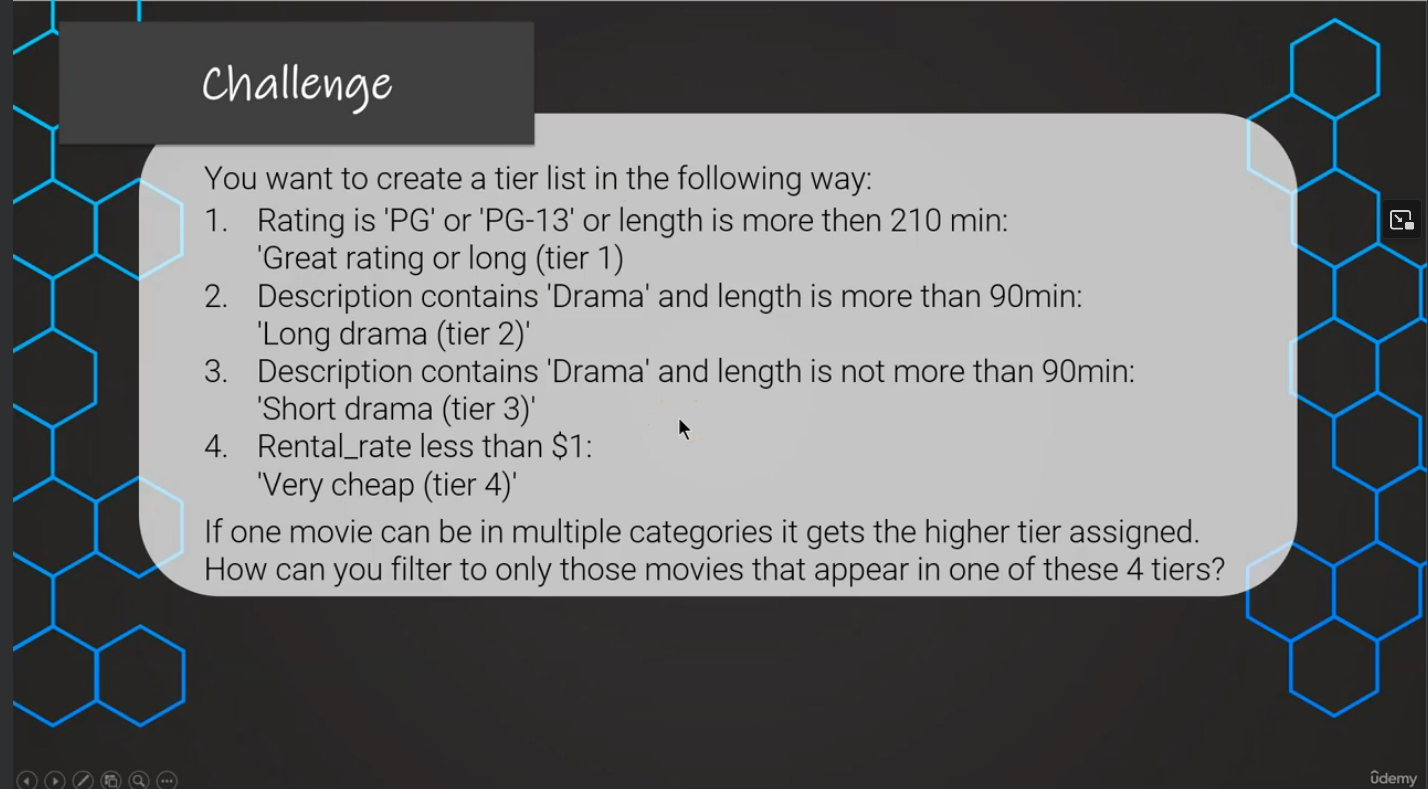 Challenge
You want to create a tier list in the following way:
1. Rating is 'PG' or 'PG-13' or length is more then 210 min:
'Great rating or long (tier 1)
2. Description contains 'Drama' and length is more than 90min:
'Long drama (tier 2)'
3. Description contains 'Drama' and length is not more than 90min:
'Short drama (tier 3)'
4. Rental_rate less than $1:
'Very cheap (tier 4)'
If one movie can be in multiple categories it gets the higher tier assigned.
How can you filter to only those movies that appear in one of these 4 tiers?
ûdemy